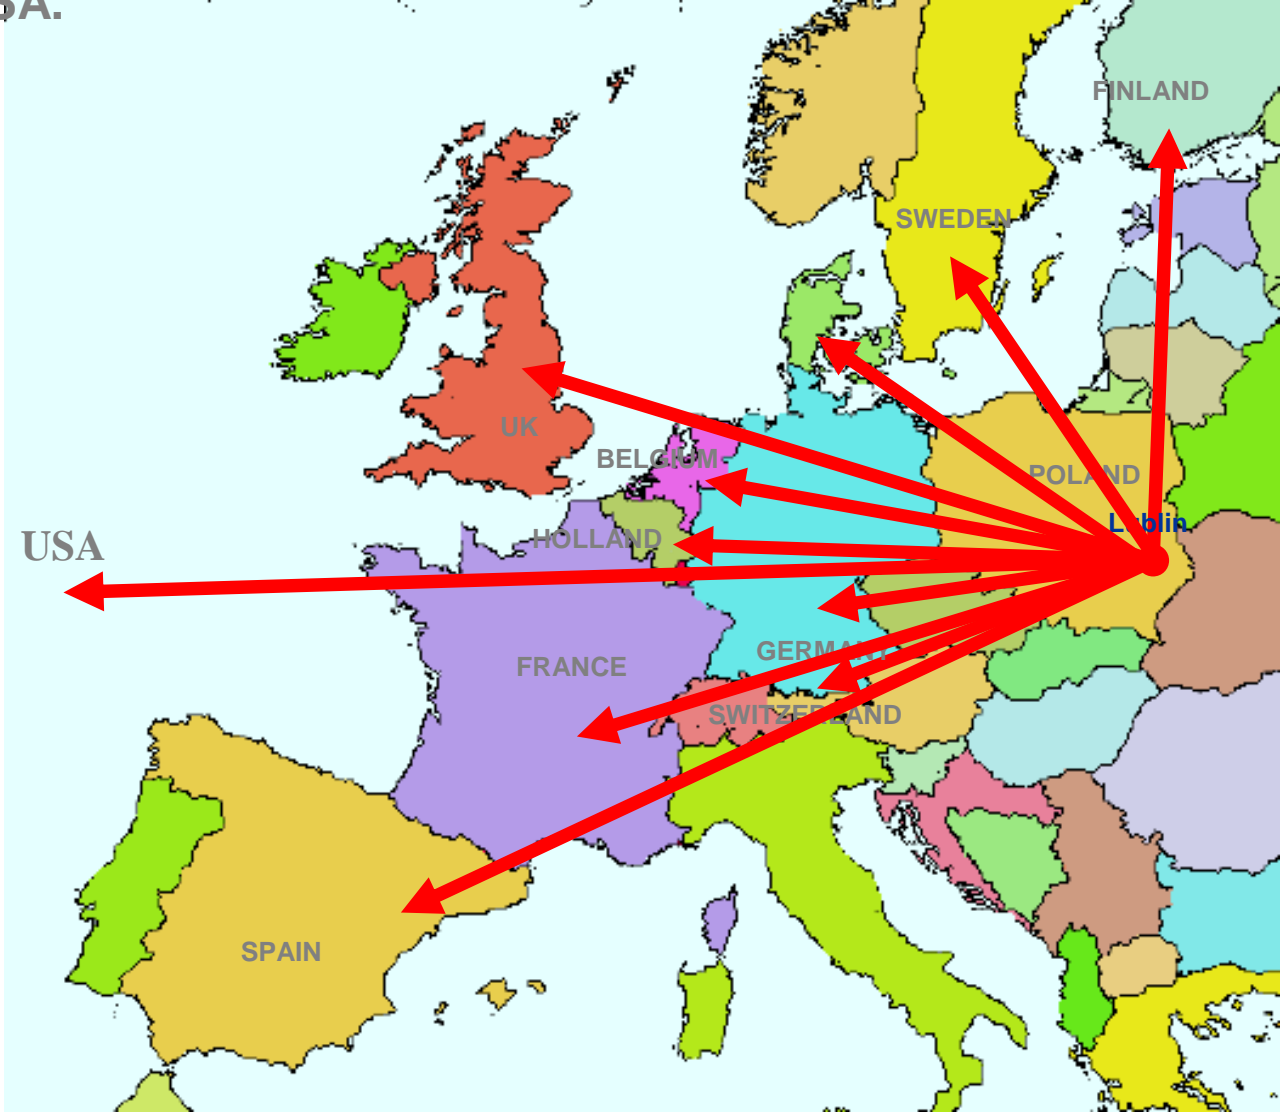 SA.
FINLAND
SWEDEN
UK
BELGIUM
POLAND
Lublin
HOLLAND
USA
GERMANY
FRANCE
SWITZERLAND
SPAIN